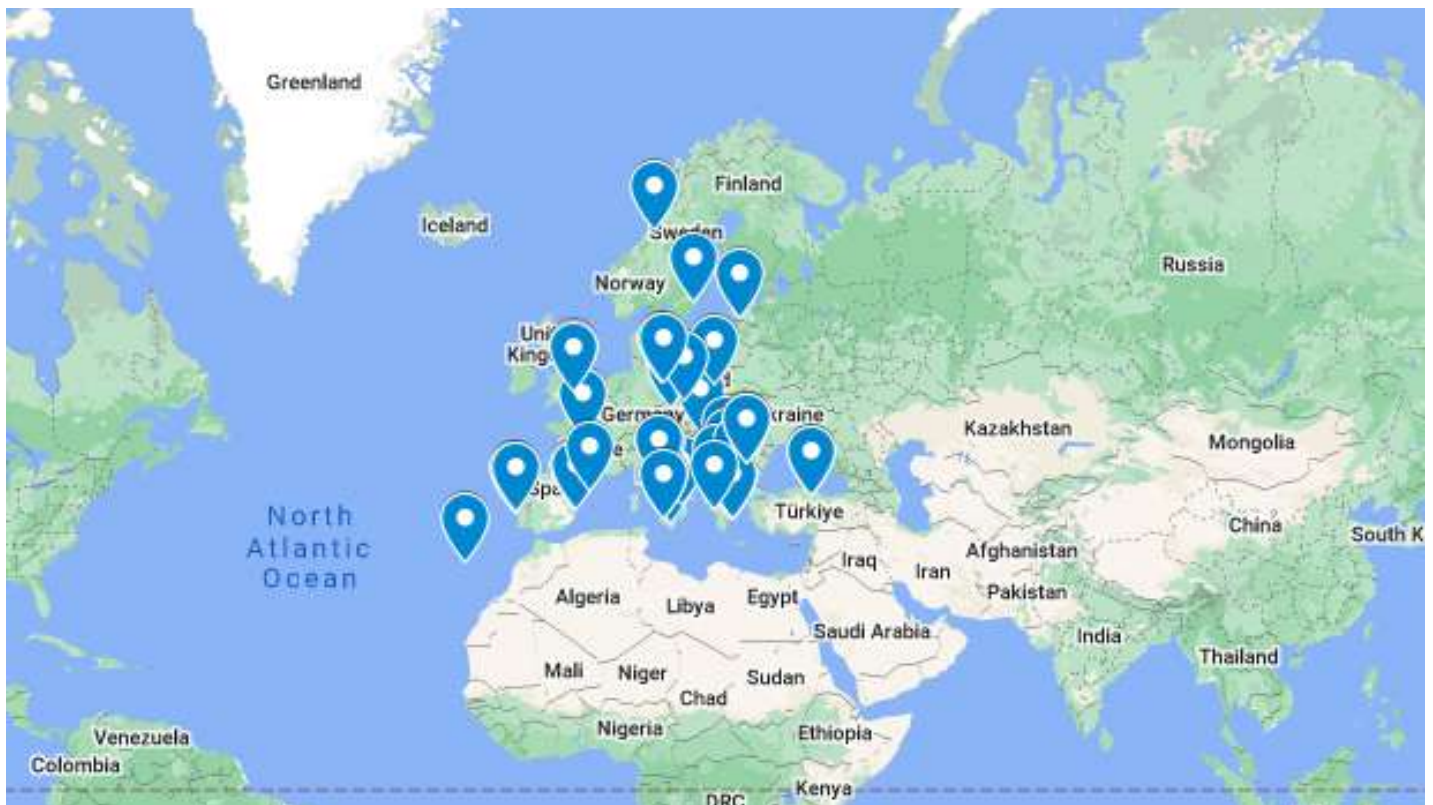 Greenland
Finland
Iceland
Sweden
Russia
Norway
Germany
Kazakhstan
Mongolia
North
Atlantic
Ocean
Türkiye
China
South K
Iraq
Iran
Afghanistan
Pakistan
Algeria
Libya
Egypt
Saudi Arabia
India
Thailand
Mali
Niger
Chad
Sudan
Nigeria
Ethiopia
Venezuela
Colombia
Kenya
DRC